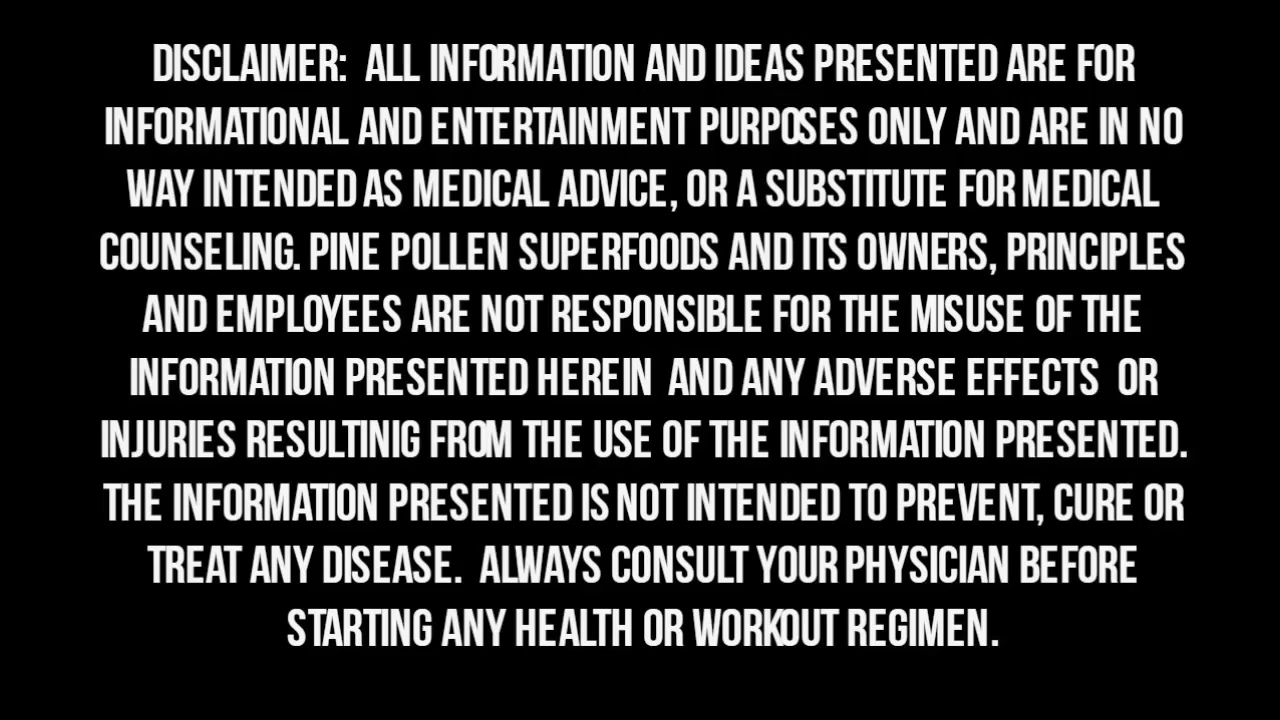 DISCLAIMER:  ALL INFORMATION AND IDEAS PRESENTED ARE FOR
INFORMATIONAL AND ENTERTAINMENT PURPOSES ONLY AND ARE IN NO
WAY INTENDED AS MEDICAL ADVICE, OR A SUBSTITUTE FOR MEDICAL
COUNSELING. PINE POLLEN SUPERFOODS AND ITS OWNERS, PRINCIPLES
AND EMPLOYEES ARE NOT RESPONSIBLE FOR THE MISUSE OF THE
INFORMATION PRESENTED HEREIN  AND ANY ADVERSE EFFECTS  OR
INJURIES RESULTINIG FROM THE USE OF THE INFORMATION PRESENTED.
THE INFORMATION PRESENTED IS NOT INTENDED TO PREVENT, CURE OR
TREAT ANY DISEASE.  ALWAYS CONSULT YOUR PHYSICIAN BEFORE
STARTING ANY HEALTH OR WORKOUT REGIMEN.